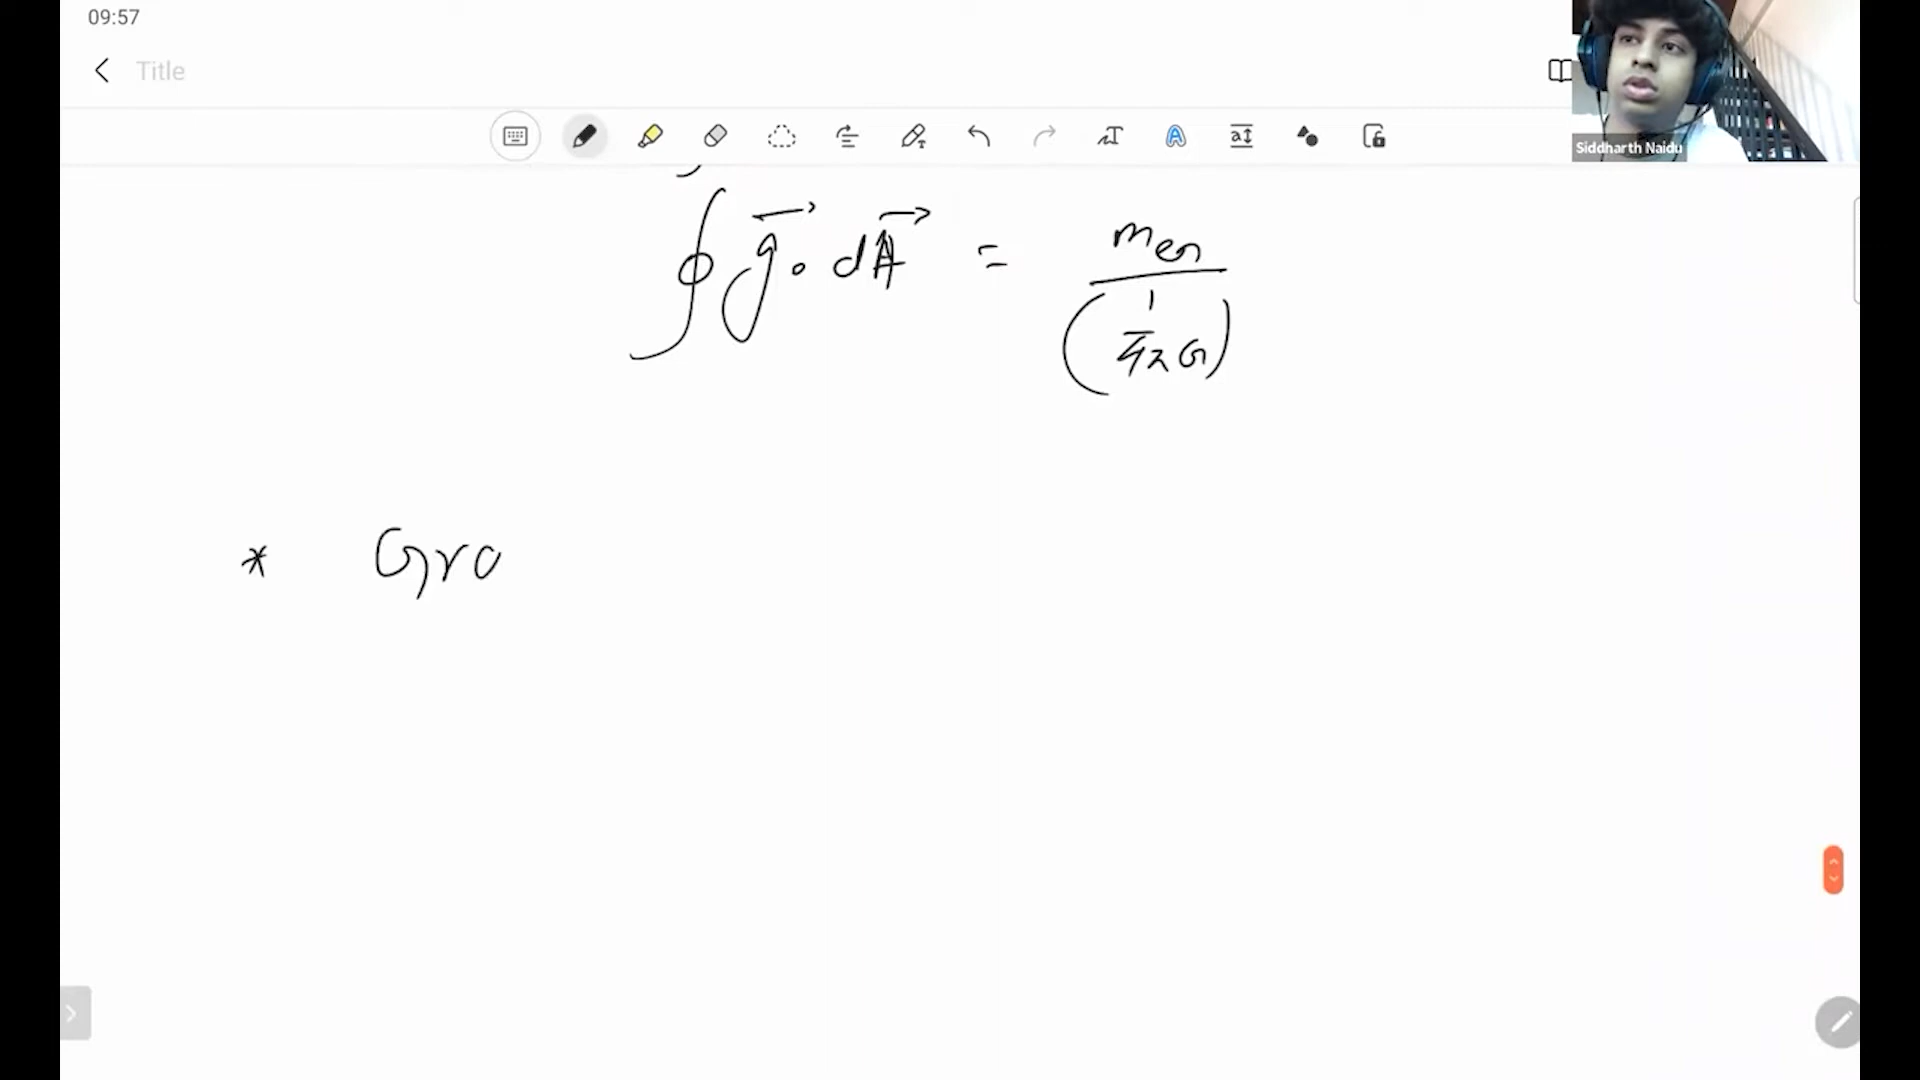 09:57
Title
Siddharth Naidu
∮ g⃗ . dA⃗ = m_en / (1 / 4πG)
* Gra